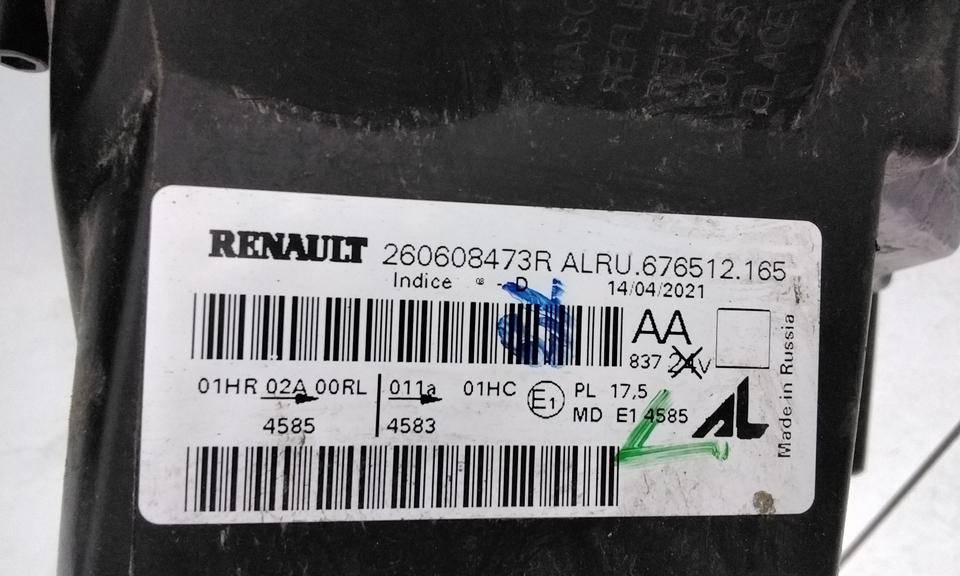 RENAULT 260608473R ALRU.676512.165
Indice - D 14/04/2021
AA
837 24V
01HR 02A 00RL 011a 01HC E1 PL 17,5
4585 4583 MD E1 4585
AL
Made in Russia